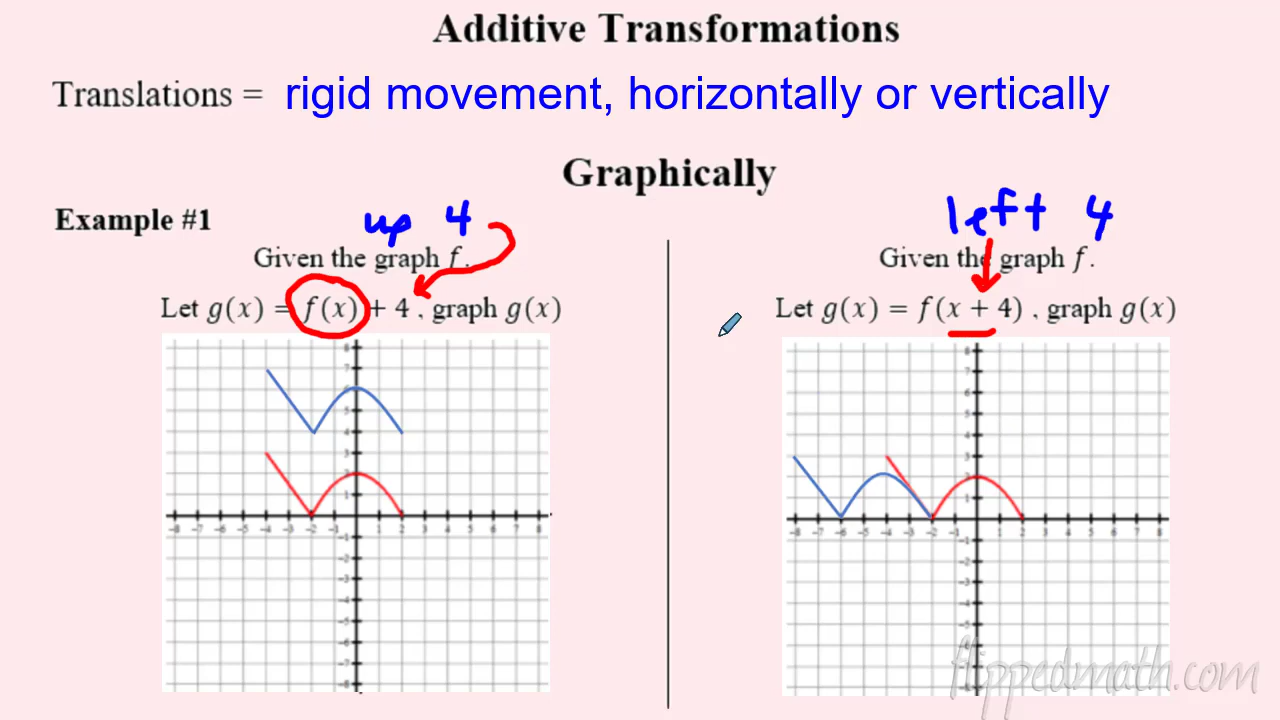 Additive Transformations
Translations = rigid movement, horizontally or vertically
Graphically
Example #1
up 4
Given the graph f.
Let g(x) = f(x) + 4 , graph g(x)
left 4
Given the graph f.
Let g(x) = f(x + 4) , graph g(x)
flippedmath.com